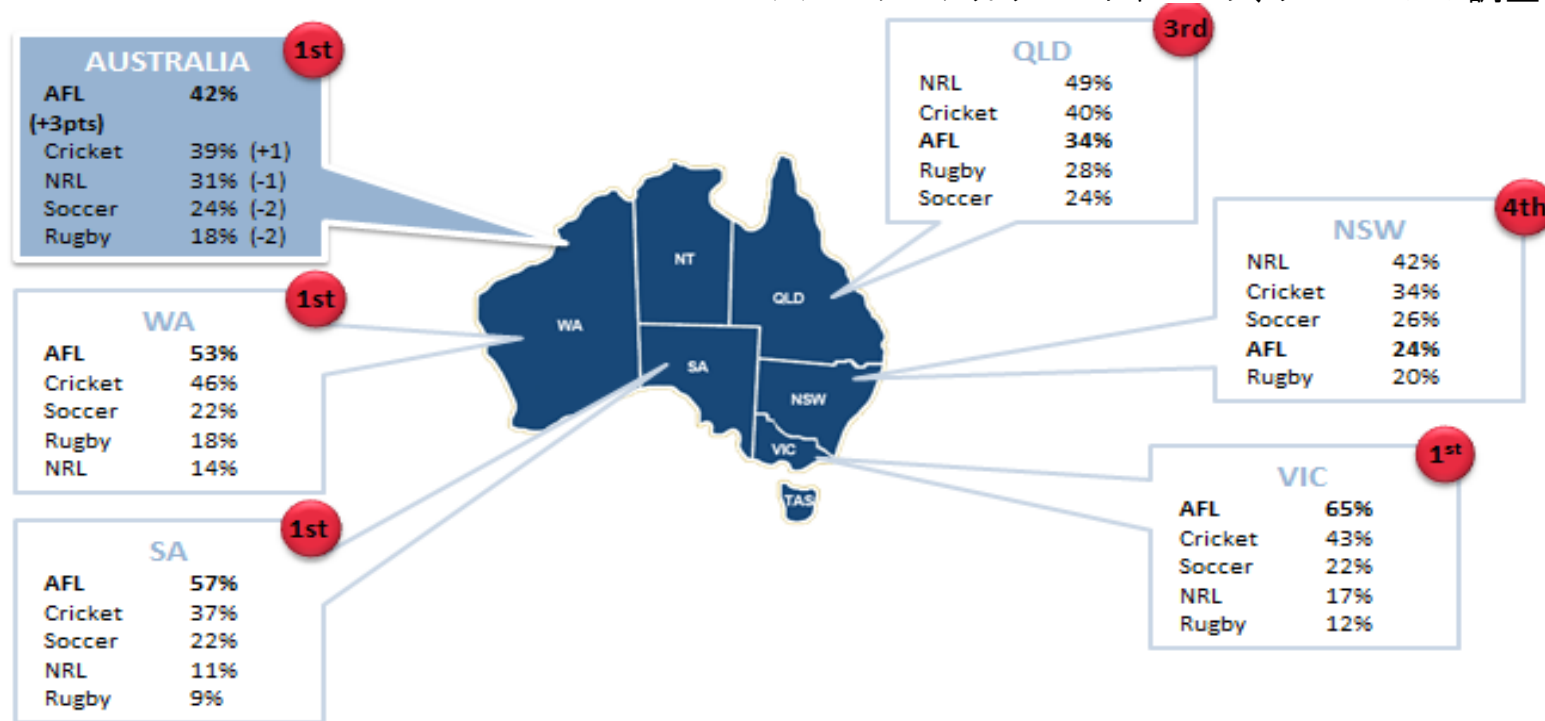 調査
AUSTRALIA
1st
AFL 42%
(+3pts)
Cricket 39% (+1)
NRL 31% (-1)
Soccer 24% (-2)
Rugby 18% (-2)
QLD
3rd
NRL 49%
Cricket 40%
AFL 34%
Rugby 28%
Soccer 24%
NSW
4th
NRL 42%
Cricket 34%
Soccer 26%
AFL 24%
Rugby 20%
WA
1st
AFL 53%
Cricket 46%
Soccer 22%
Rugby 18%
NRL 14%
NT
QLD
WA
SA
NSW
VIC
TAS
SA
1st
AFL 57%
Cricket 37%
Soccer 22%
NRL 11%
Rugby 9%
VIC
1st
AFL 65%
Cricket 43%
Soccer 22%
NRL 17%
Rugby 12%